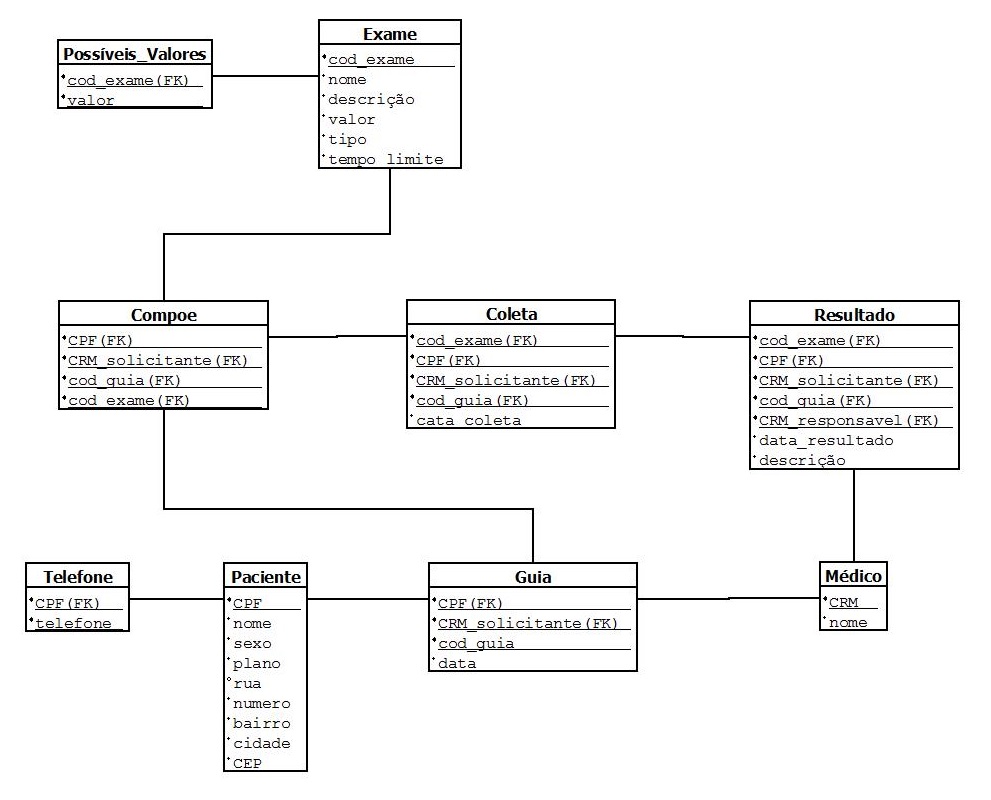 Exame
cod_exame
nome
descrição
valor
tipo
tempo_limite
Possíveis_Valores
cod_exame(FK)
valor
Compoe
CPF(FK)
CRM_solicitante(FK)
cod_guia(FK)
cod_exame(FK)
Coleta
cod_exame(FK)
CPF(FK)
CRM_solicitante(FK)
cod_guia(FK)
cata_coleta
Resultado
cod_exame(FK)
CPF(FK)
CRM_solicitante(FK)
cod_guia(FK)
CRM_responsavel(FK)
data_resultado
descrição
Telefone
CPF(FK)
telefone
Paciente
CPF
nome
sexo
plano
rua
numero
bairro
cidade
CEP
Guia
CPF(FK)
CRM_solicitante(FK)
cod_guia
data
Médico
CRM
nome